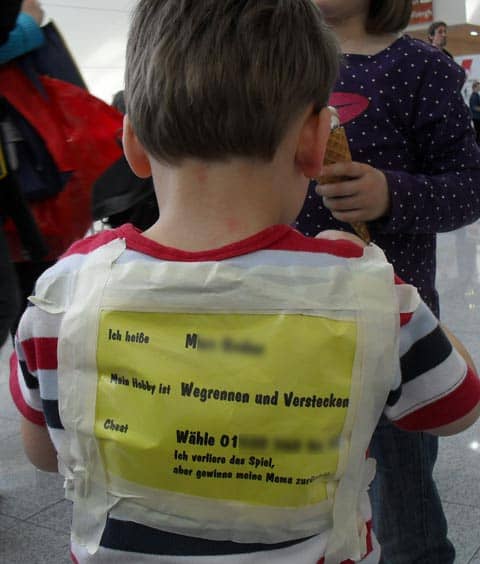 Ich heiße M
Mein Hobby ist Wegrennen und Verstecken
Cheat Wähle 01
Ich verliere das Spiel,
aber gewinne meine Mama